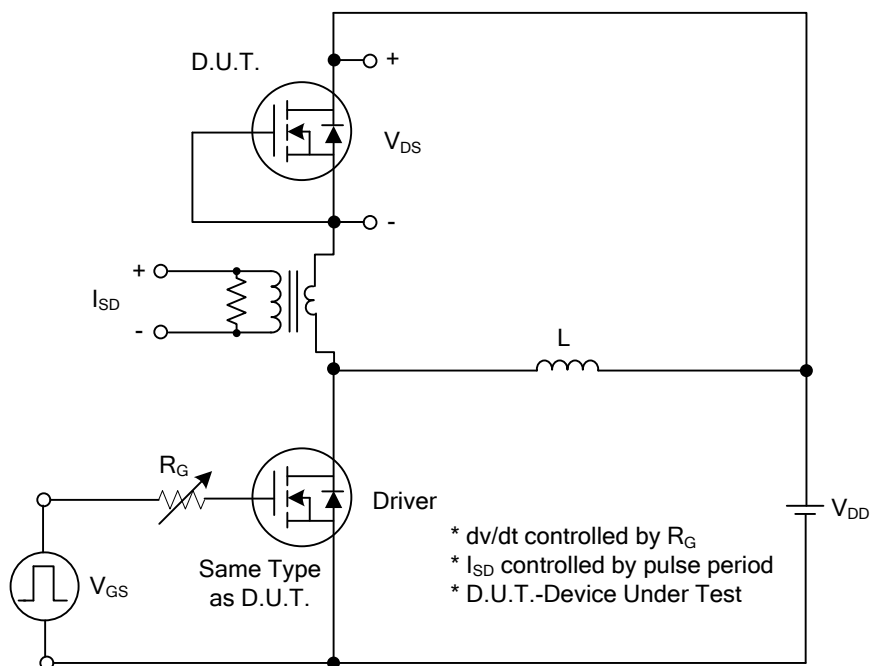 D.U.T.
+
V_DS
-
+
I_SD
-
L
R_G
Driver
V_DD
V_GS
Same Type
as D.U.T.
* dv/dt controlled by R_G
* I_SD controlled by pulse period
* D.U.T.-Device Under Test